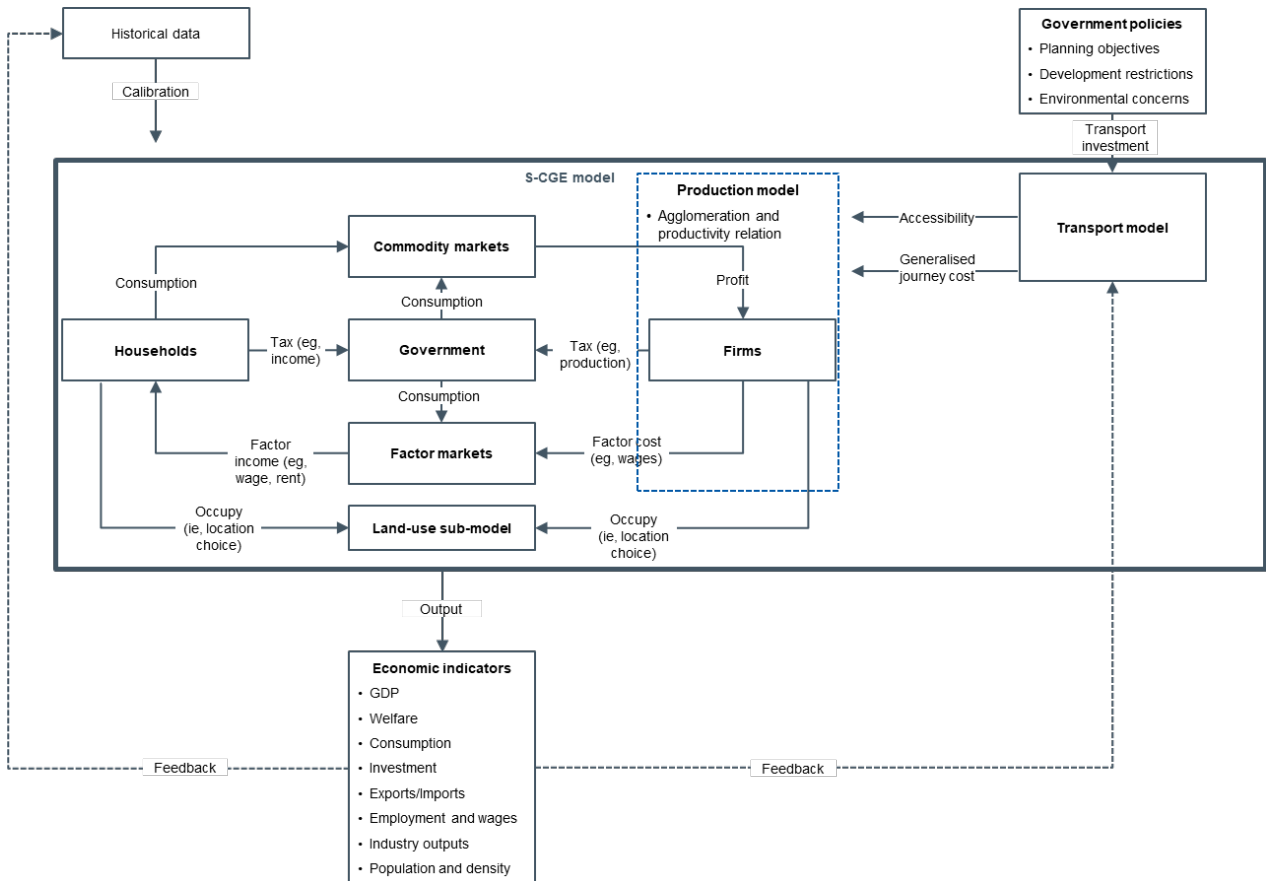 Historical data
Calibration
Government policies
• Planning objectives
• Development restrictions
• Environmental concerns
Transport
investment
S-CGE model
Production model
• Agglomeration and
productivity relation
Commodity markets
Accessibility
Transport model
Generalised
journey cost
Consumption
Consumption
Profit
Households
Tax (eg,
income)
Government
Tax (eg,
production)
Firms
Consumption
Factor
income (eg,
wage, rent)
Factor markets
Factor cost
(eg, wages)
Occupy
(ie, location
choice)
Land-use sub-model
Occupy
(ie, location
choice)
Output
Economic indicators
• GDP
• Welfare
• Consumption
• Investment
• Exports/Imports
• Employment and wages
• Industry outputs
• Population and density
Feedback
Feedback